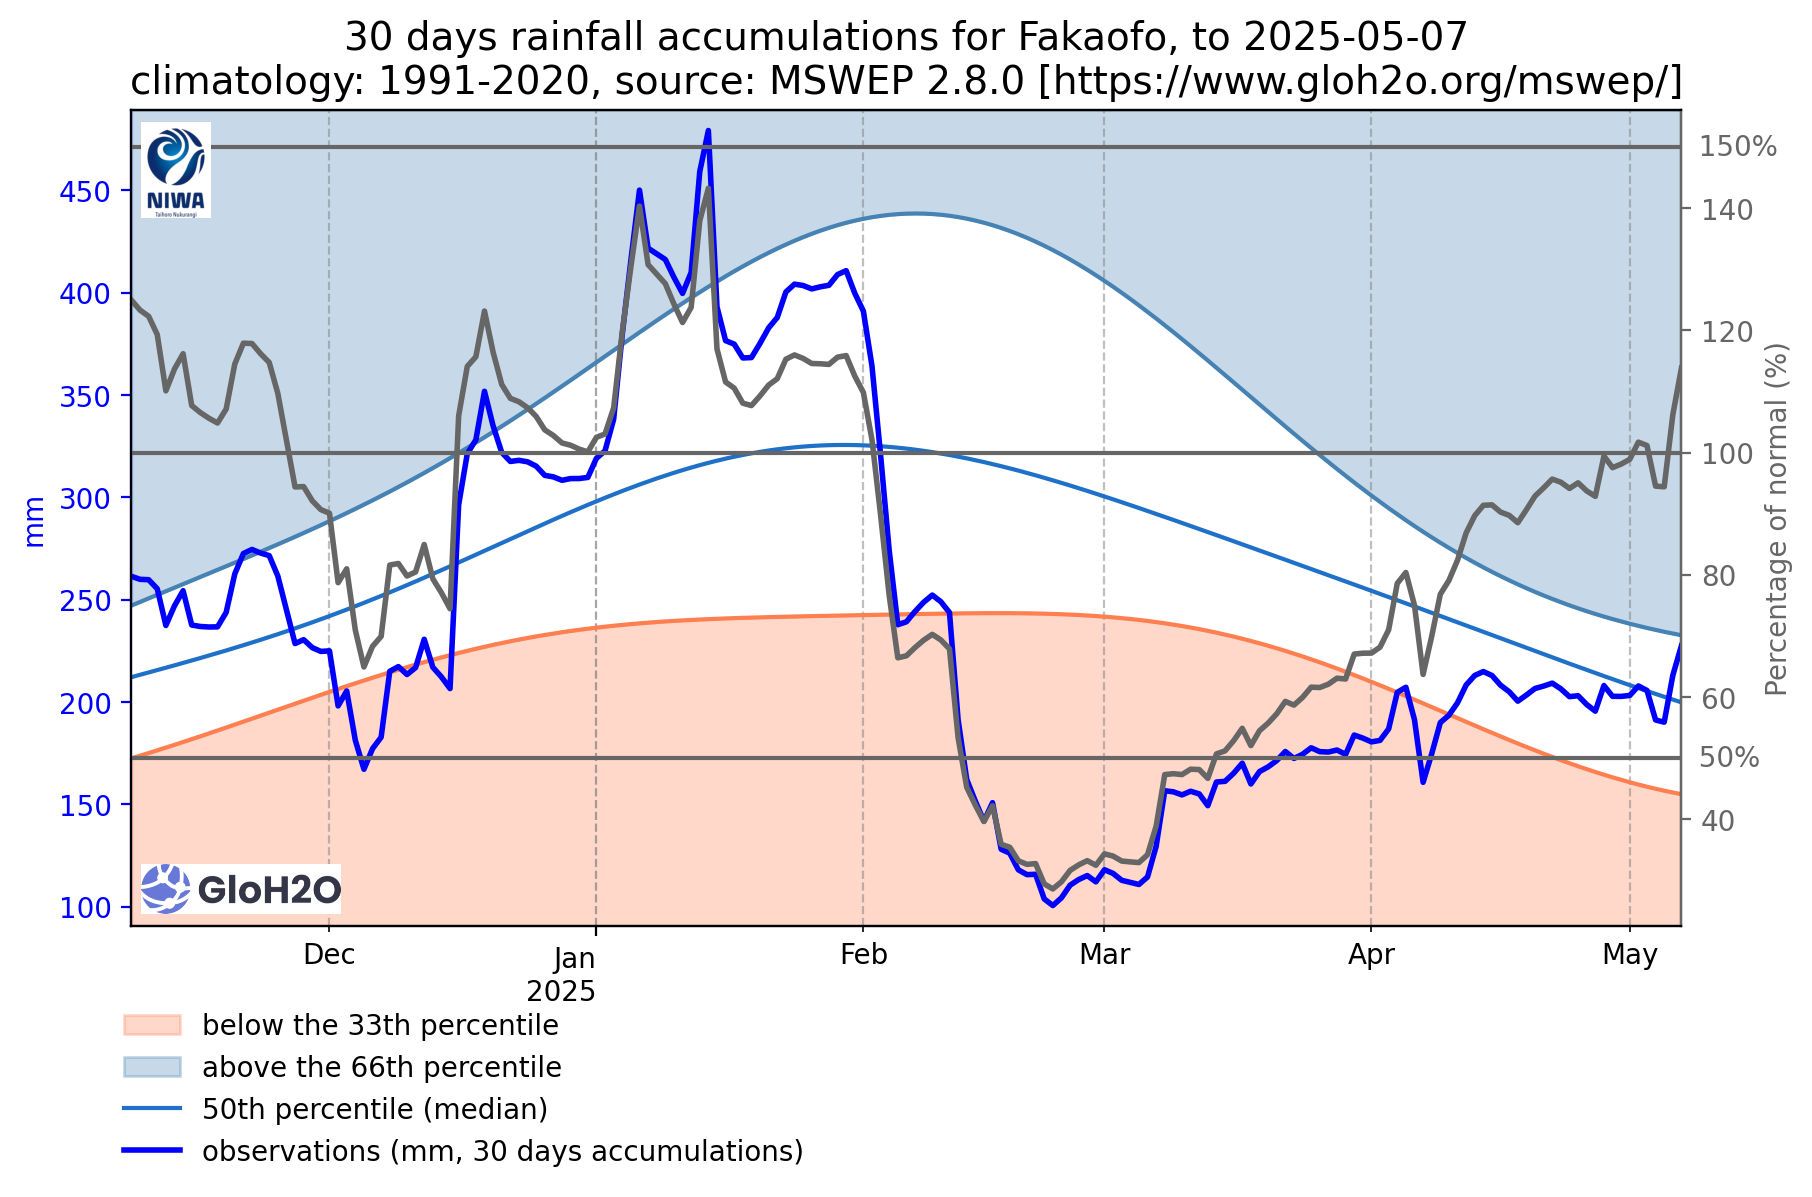 30 days rainfall accumulations for Fakaofo, to 2025-05-07
climatology: 1991-2020, source: MSWEP 2.8.0 [https://www.gloh2o.org/mswep/]
NIWA
Taihoro Nukurangi
150%
450
140
400
120
350
100
300
mm
Percentage of normal (%)
80
250
200
60
50%
150
40
GloH2O
100
Dec
Jan
2025
Feb
Mar
Apr
May
below the 33th percentile
above the 66th percentile
50th percentile (median)
observations (mm, 30 days accumulations)